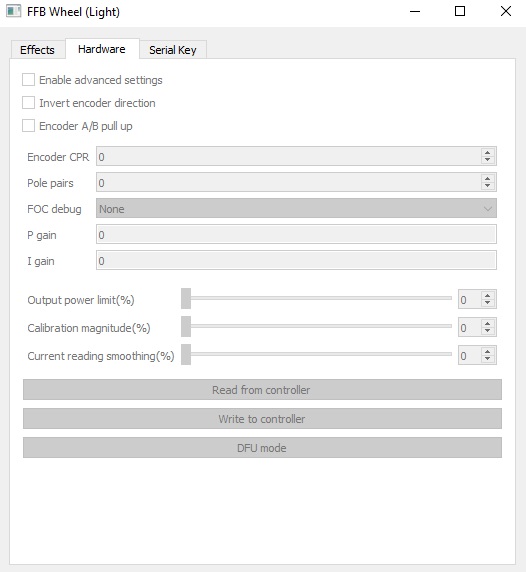 FFB Wheel (Light)
Effects Hardware Serial Key
Enable advanced settings
Invert encoder direction
Encoder A/B pull up
Encoder CPR 0
Pole pairs 0
FOC debug None
P gain 0
I gain 0
Output power limit(%) 0
Calibration magnitude(%) 0
Current reading smoothing(%) 0
Read from controller
Write to controller
DFU mode